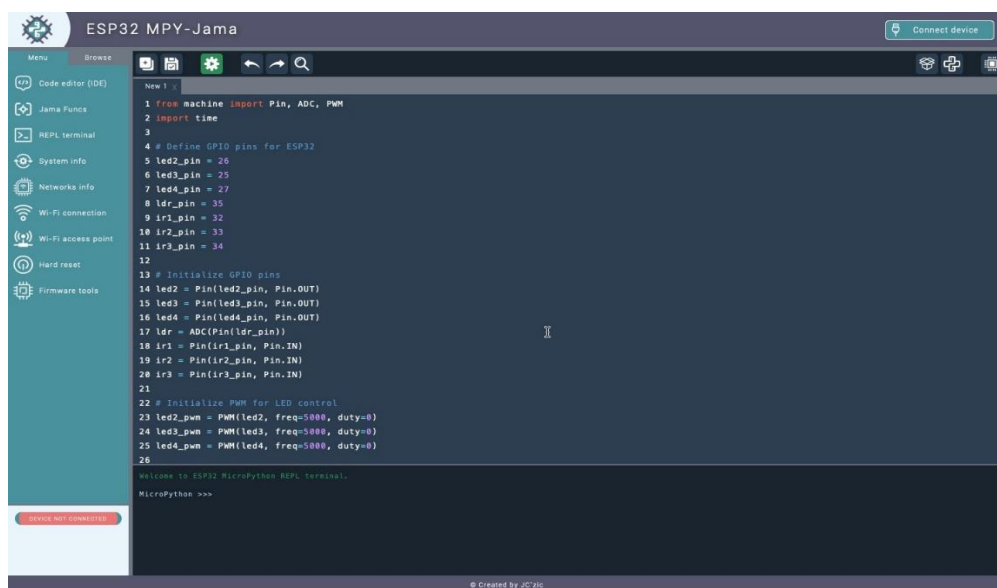 ESP32 MPY-Jama
Connect device
Menu Browse
Code editor (IDE)
Jama Funcs
REPL terminal
System info
Networks info
Wi-Fi connection
Wi-Fi access point
Hard reset
Firmware tools
DEVICE NOT CONNECTED
New 1 x
1 from machine import Pin, ADC, PWM
2 import time
3
4 # Define GPIO pins for ESP32
5 led2_pin = 26
6 led3_pin = 25
7 led4_pin = 27
8 ldr_pin = 35
9 ir1_pin = 32
10 ir2_pin = 33
11 ir3_pin = 34
12
13 # Initialize GPIO pins
14 led2 = Pin(led2_pin, Pin.OUT)
15 led3 = Pin(led3_pin, Pin.OUT)
16 led4 = Pin(led4_pin, Pin.OUT)
17 ldr = ADC(Pin(ldr_pin))
18 ir1 = Pin(ir1_pin, Pin.IN)
19 ir2 = Pin(ir2_pin, Pin.IN)
20 ir3 = Pin(ir3_pin, Pin.IN)
21
22 # Initialize PWM for LED control
23 led2_pwm = PWM(led2, freq=5000, duty=0)
24 led3_pwm = PWM(led3, freq=5000, duty=0)
25 led4_pwm = PWM(led4, freq=5000, duty=0)
26
Welcome to ESP32 MicroPython REPL terminal.
MicroPython >>>
© Created by JC`zic